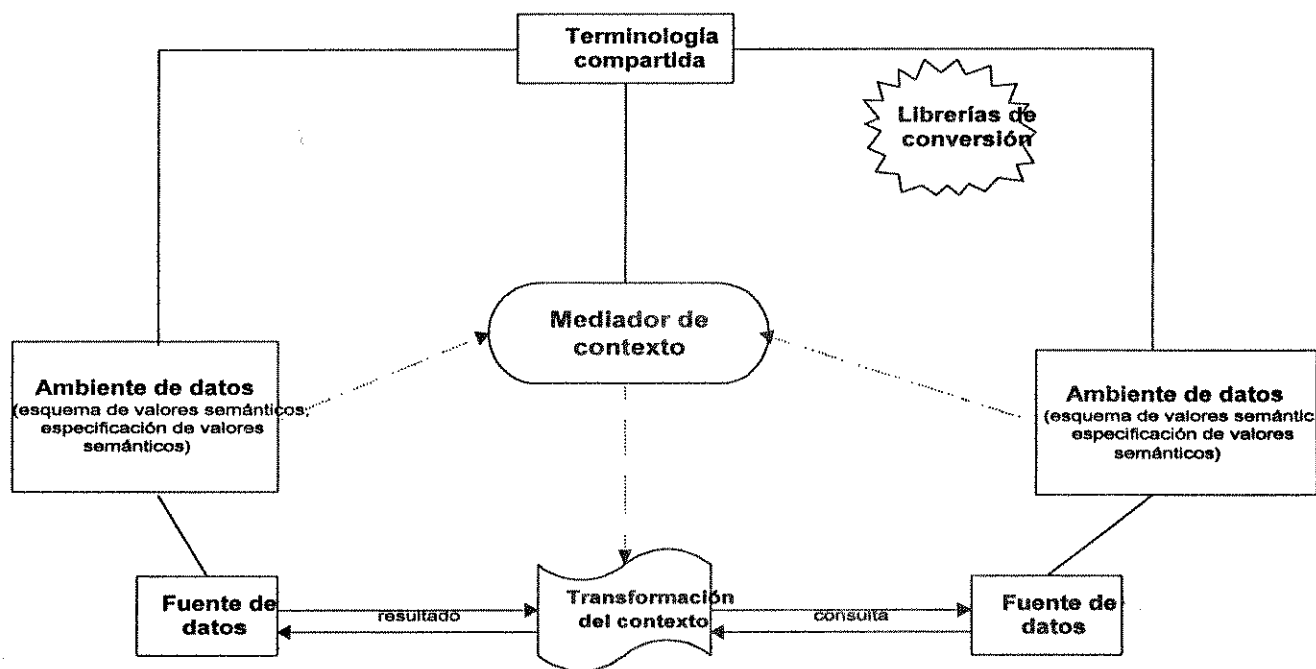 Terminología
compartida
Librerías de
conversión
Mediador de
contexto
Ambiente de datos
(esquema de valores semánticos,
especificación de valores
semánticos)
Ambiente de datos
(esquema de valores semántic
especificación de valores
semánticos)
Fuente de
datos
resultado
Transformación
del contexto
consulta
Fuente de
datos